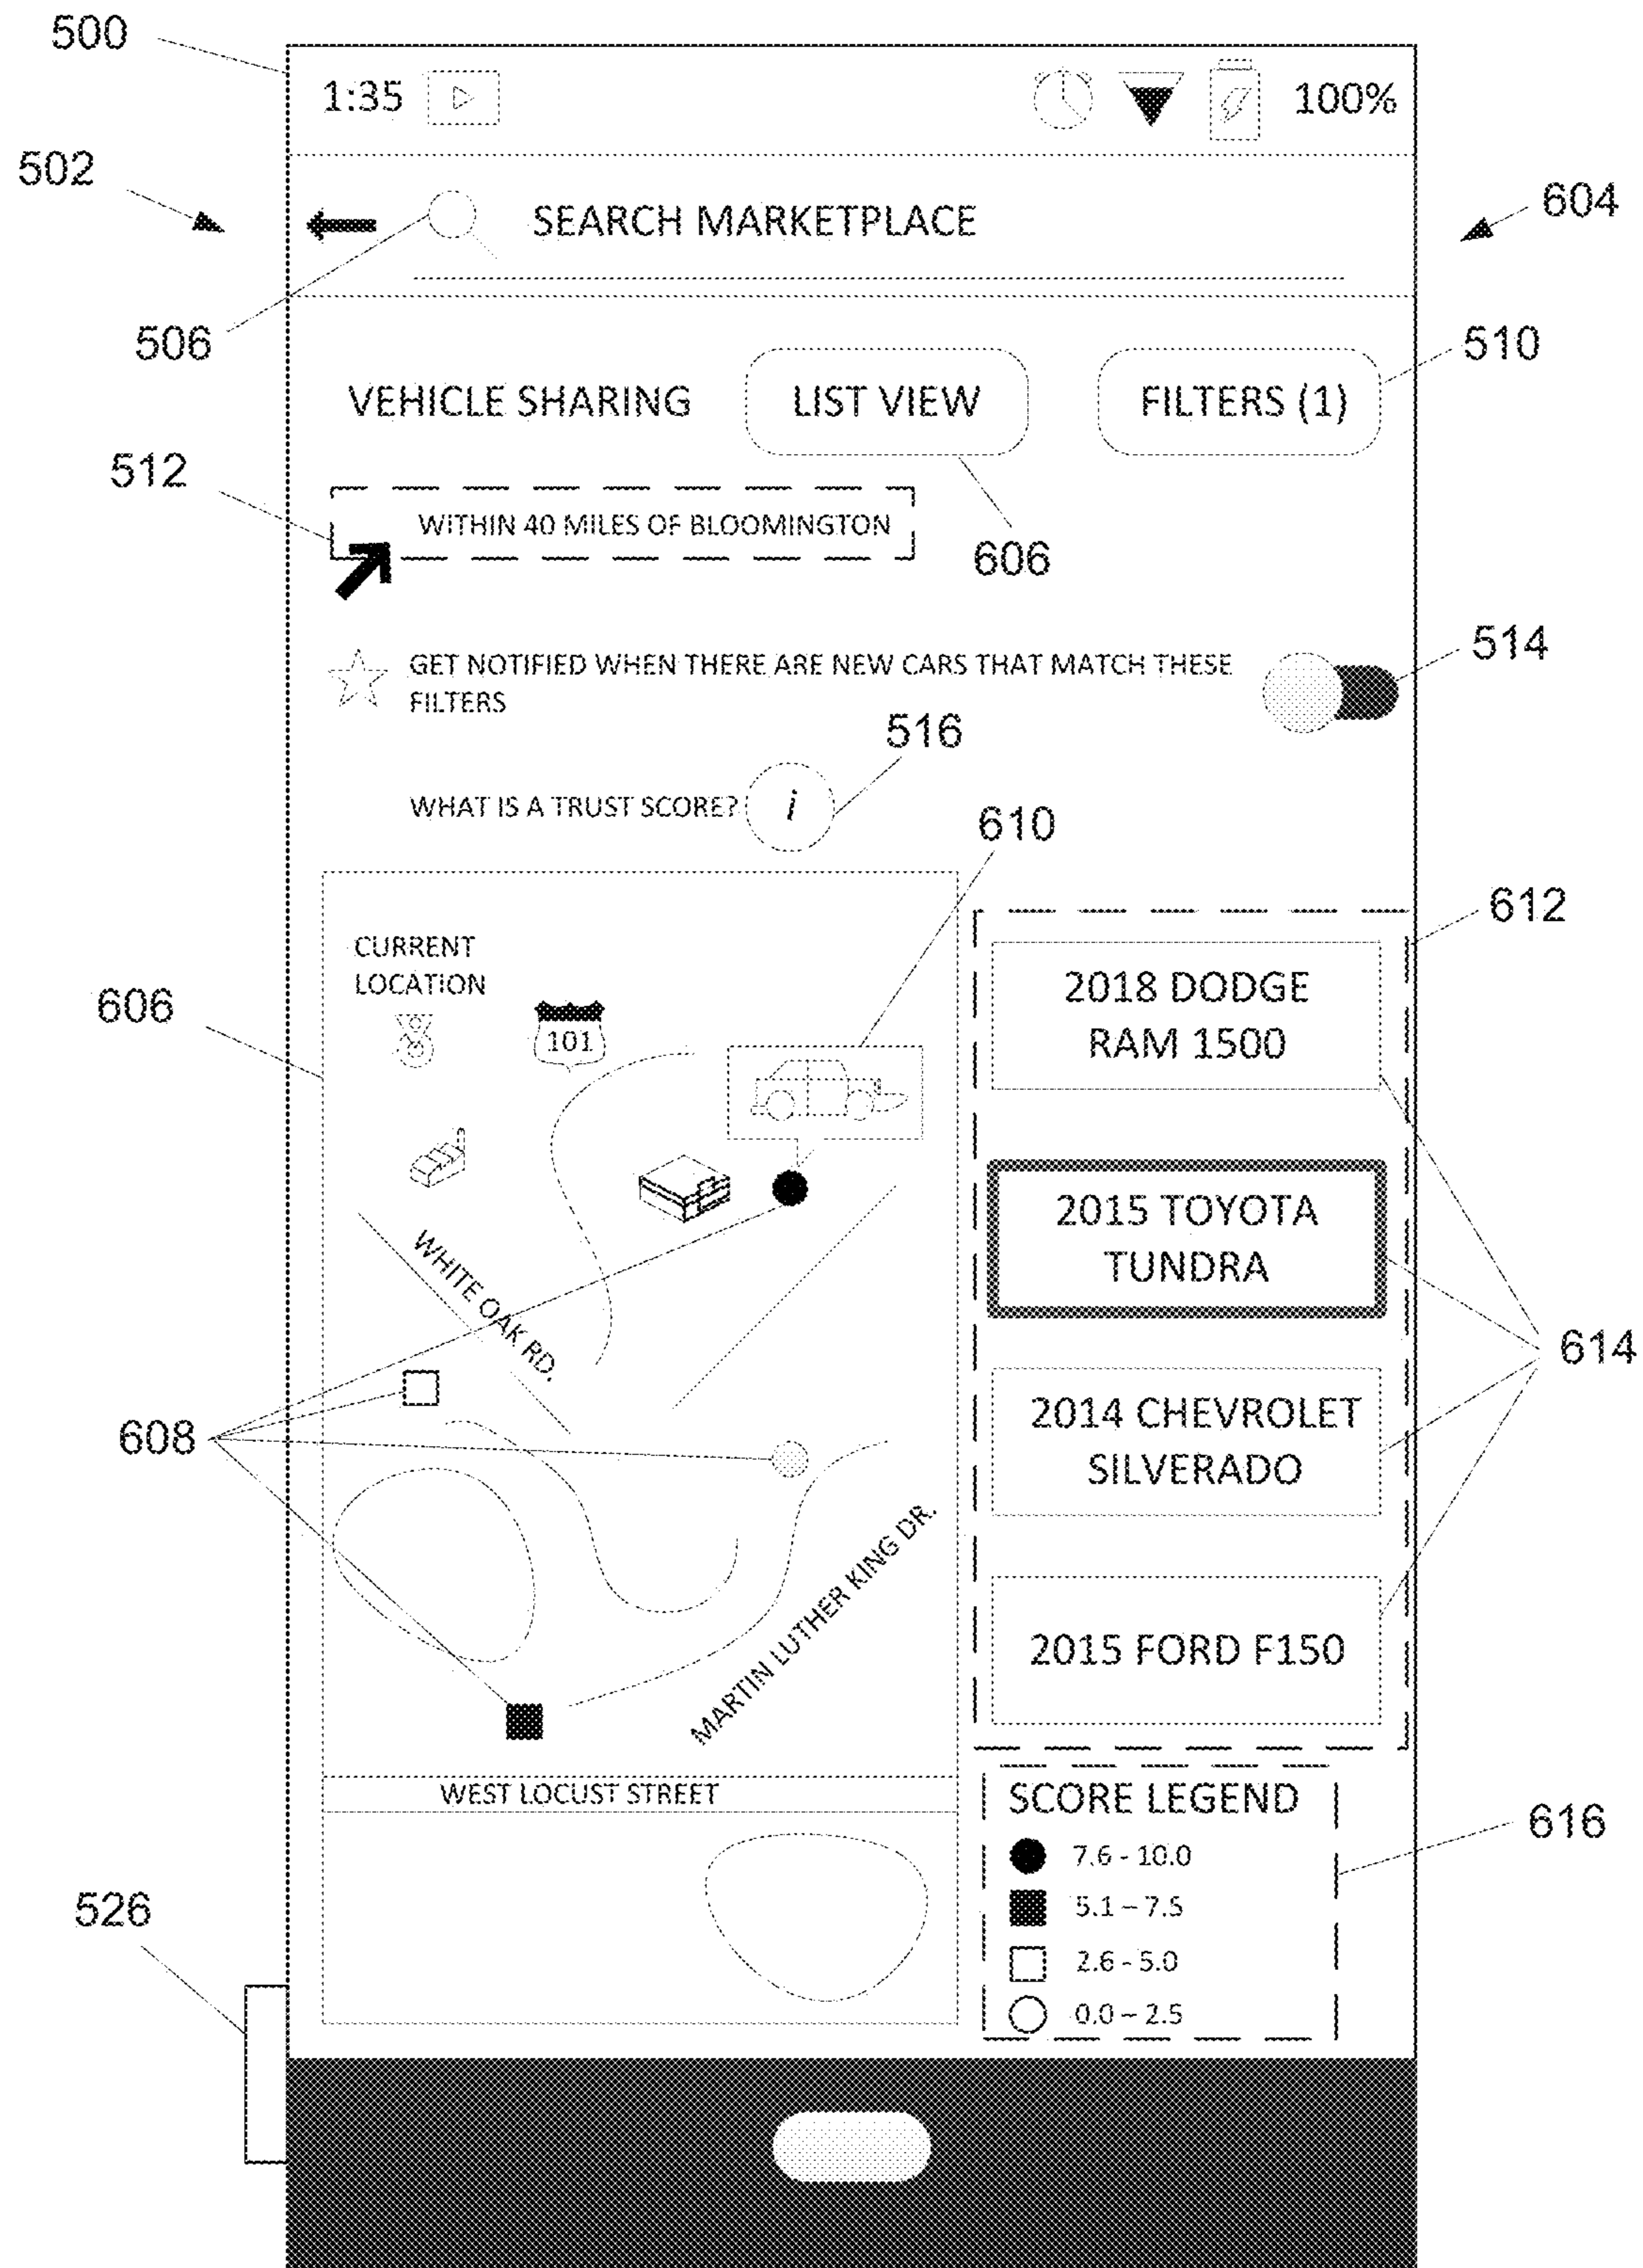 500
1:35
100%
502
SEARCH MARKETPLACE
604
506
510
VEHICLE SHARING
LIST VIEW
FILTERS (1)
512
WITHIN 40 MILES OF BLOOMINGTON
606
GET NOTIFIED WHEN THERE ARE NEW CARS THAT MATCH THESE
FILTERS
514
516
WHAT IS A TRUST SCORE?
i
610
612
CURRENT
LOCATION
606
101
2018 DODGE
RAM 1500
2015 TOYOTA
TUNDRA
WHITE OAK RD.
614
608
2014 CHEVROLET
SILVERADO
MARTIN LUTHER KING DR.
2015 FORD F150
WEST LOCUST STREET
SCORE LEGEND
616
7.6 - 10.0
5.1 – 7.5
2.6 - 5.0
0.0 – 2.5
526